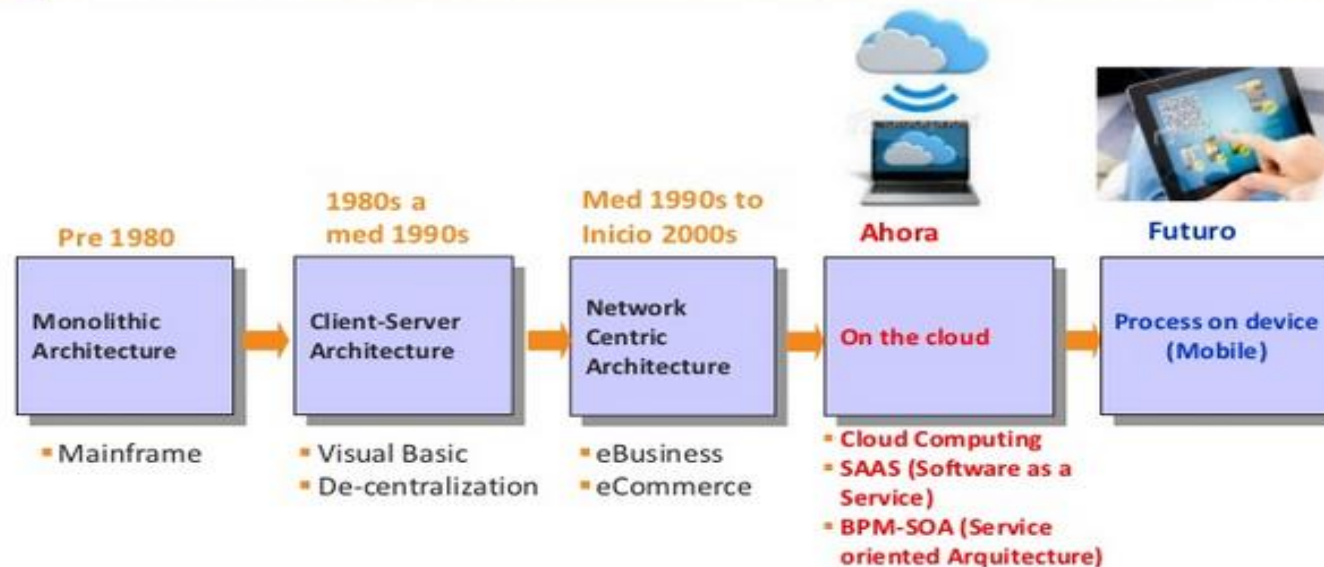 Pre 1980
1980s a
med 1990s
Med 1990s to
Inicio 2000s
Ahora
Futuro
Monolithic
Architecture
Client-Server
Architecture
Network
Centric
Architecture
On the cloud
Process on device
(Mobile)
▪ Mainframe
▪ Visual Basic
▪ De-centralization
▪ eBusiness
▪ eCommerce
▪ Cloud Computing
▪ SAAS (Software as a
Service)
▪ BPM-SOA (Service
oriented Arquitecture)